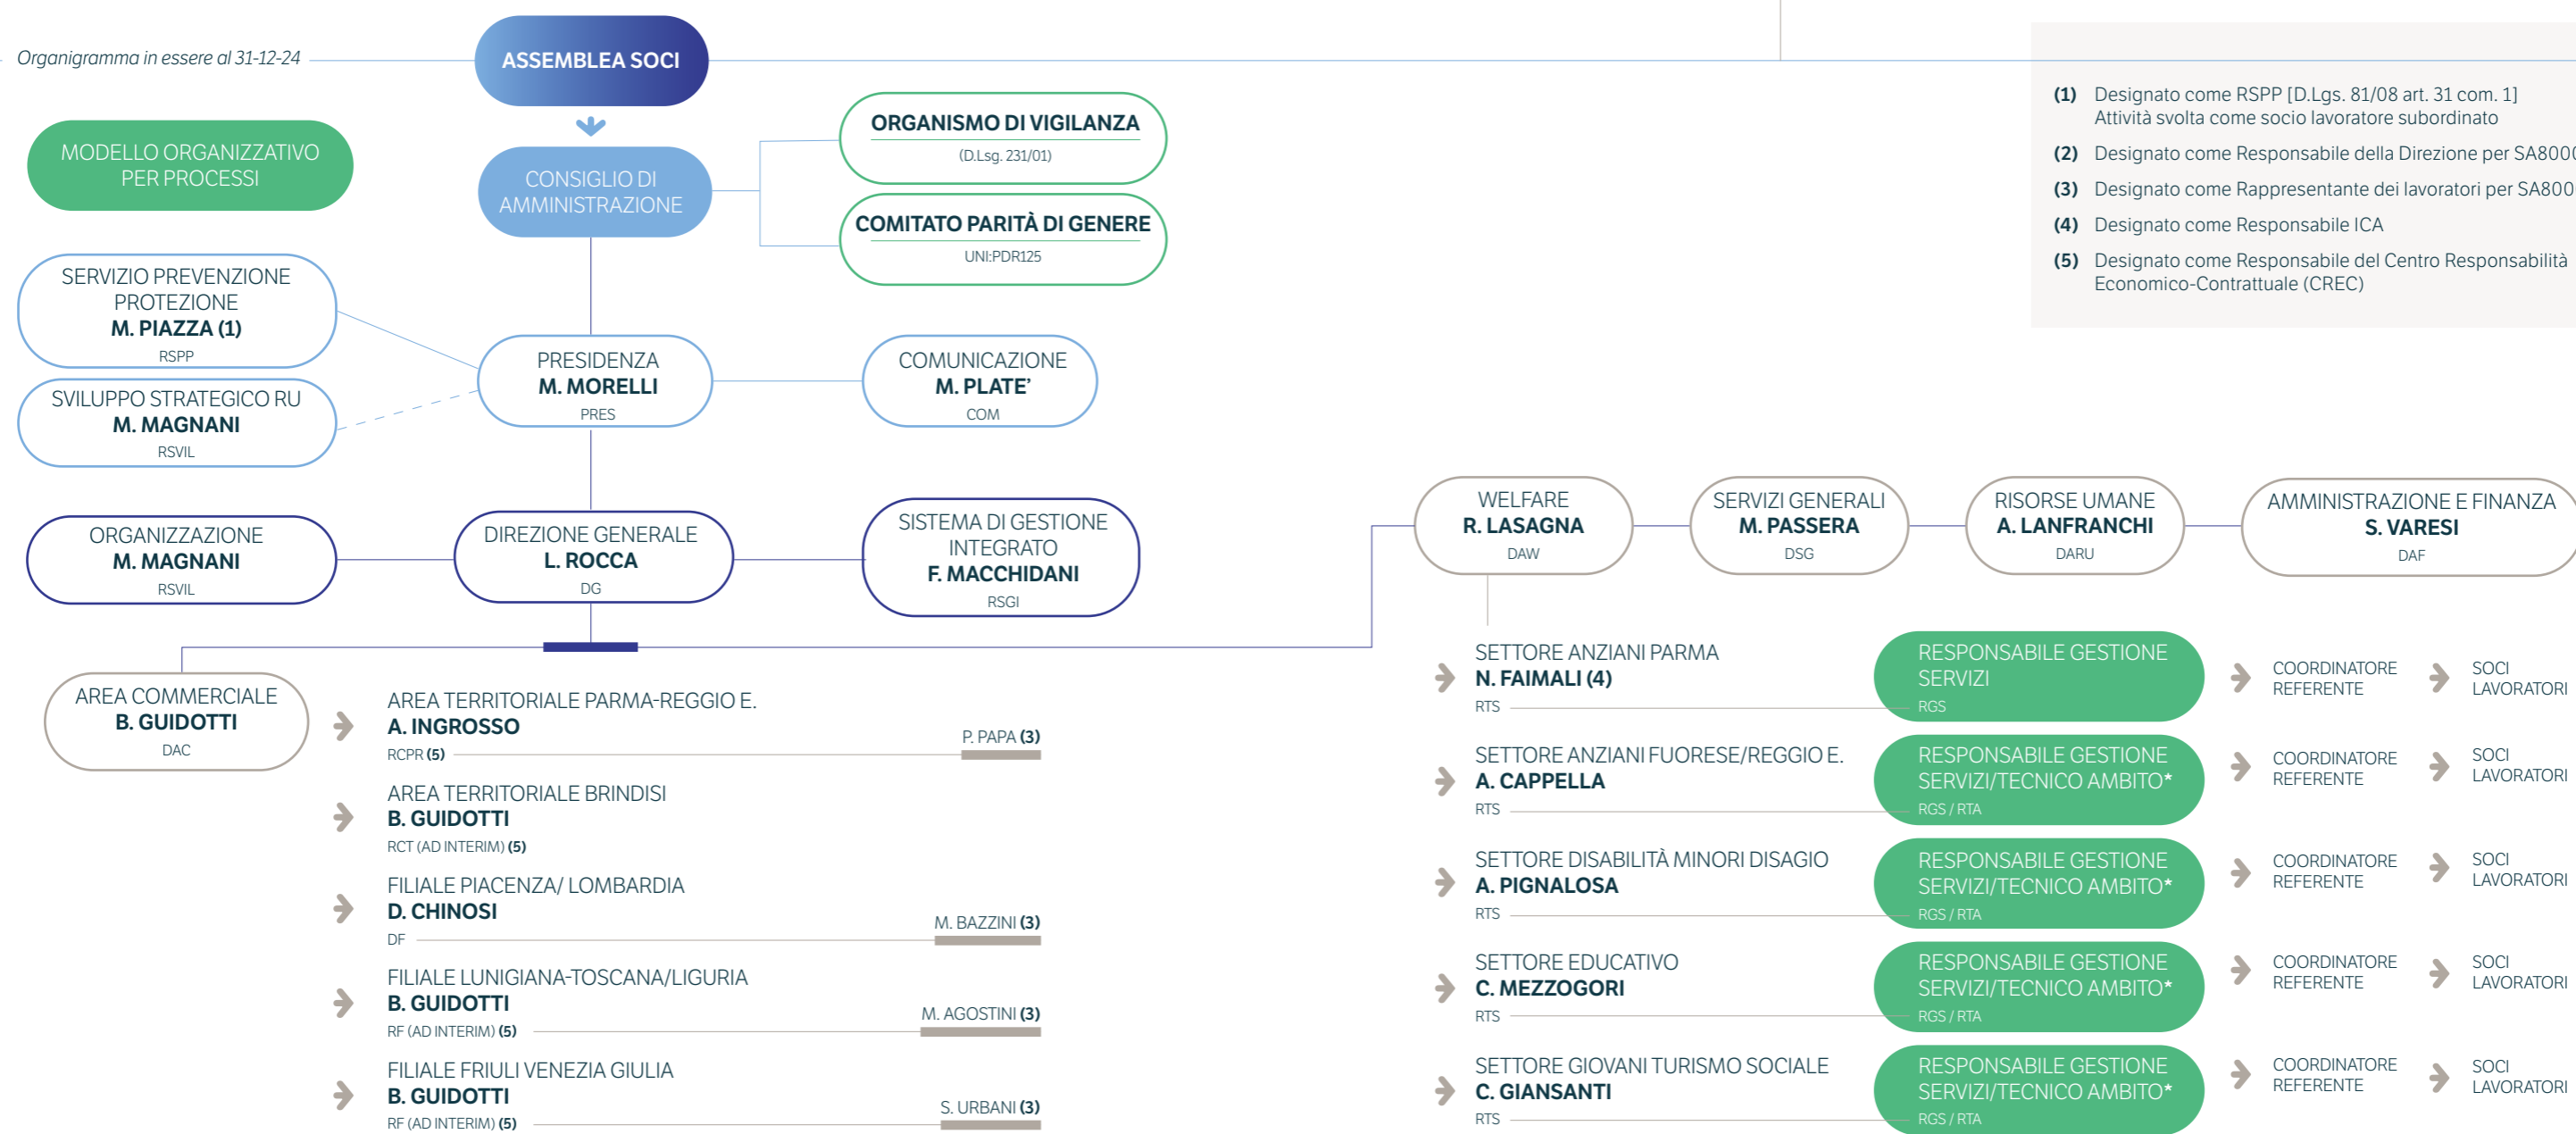 Organigramma in essere al 31-12-24
ASSEMBLEA SOCI
MODELLO ORGANIZZATIVO
PER PROCESSI
CONSIGLIO DI
AMMINISTRAZIONE
ORGANISMO DI VIGILANZA
(D.Lsg. 231/01)
COMITATO PARITÀ DI GENERE
UNI:PDR125
(1) Designato come RSPP [D.Lgs. 81/08 art. 31 com. 1]
Attività svolta come socio lavoratore subordinato
(2) Designato come Responsabile della Direzione per SA8000
(3) Designato come Rappresentante dei lavoratori per SA800
(4) Designato come Responsabile ICA
(5) Designato come Responsabile del Centro Responsabilità
Economico-Contrattuale (CREC)
SERVIZIO PREVENZIONE
PROTEZIONE
M. PIAZZA (1)
RSPP
SVILUPPO STRATEGICO RU
M. MAGNANI
RSVIL
PRESIDENZA
M. MORELLI
PRES
COMUNICAZIONE
M. PLATE’
COM
ORGANIZZAZIONE
M. MAGNANI
RSVIL
DIREZIONE GENERALE
L. ROCCA
DG
SISTEMA DI GESTIONE
INTEGRATO
F. MACCHIDANI
RSGI
WELFARE
R. LASAGNA
DAW
SERVIZI GENERALI
M. PASSERA
DSG
RISORSE UMANE
A. LANFRANCHI
DARU
AMMINISTRAZIONE E FINANZA
S. VARESI
DAF
AREA COMMERCIALE
B. GUIDOTTI
DAC
AREA TERRITORIALE PARMA-REGGIO E.
A. INGROSSO
RCPR (5)
P. PAPA (3)
AREA TERRITORIALE BRINDISI
B. GUIDOTTI
RCT (AD INTERIM) (5)
FILIALE PIACENZA/ LOMBARDIA
D. CHINOSI
DF
M. BAZZINI (3)
FILIALE LUNIGIANA-TOSCANA/LIGURIA
B. GUIDOTTI
RF (AD INTERIM) (5)
M. AGOSTINI (3)
FILIALE FRIULI VENEZIA GIULIA
B. GUIDOTTI
RF (AD INTERIM) (5)
S. URBANI (3)
SETTORE ANZIANI PARMA
N. FAIMALI (4)
RTS
RESPONSABILE GESTIONE
SERVIZI
RGS
COORDINATORE
REFERENTE
SOCI
LAVORATORI
SETTORE ANZIANI FUORESE/REGGIO E.
A. CAPPELLA
RTS
RESPONSABILE GESTIONE
SERVIZI/TECNICO AMBITO*
RGS / RTA
COORDINATORE
REFERENTE
SOCI
LAVORATORI
SETTORE DISABILITÀ MINORI DISAGIO
A. PIGNALOSA
RTS
RESPONSABILE GESTIONE
SERVIZI/TECNICO AMBITO*
RGS / RTA
COORDINATORE
REFERENTE
SOCI
LAVORATORI
SETTORE EDUCATIVO
C. MEZZOGORI
RTS
RESPONSABILE GESTIONE
SERVIZI/TECNICO AMBITO*
RGS / RTA
COORDINATORE
REFERENTE
SOCI
LAVORATORI
SETTORE GIOVANI TURISMO SOCIALE
C. GIANSANTI
RTS
RESPONSABILE GESTIONE
SERVIZI/TECNICO AMBITO*
RGS / RTA
COORDINATORE
REFERENTE
SOCI
LAVORATORI